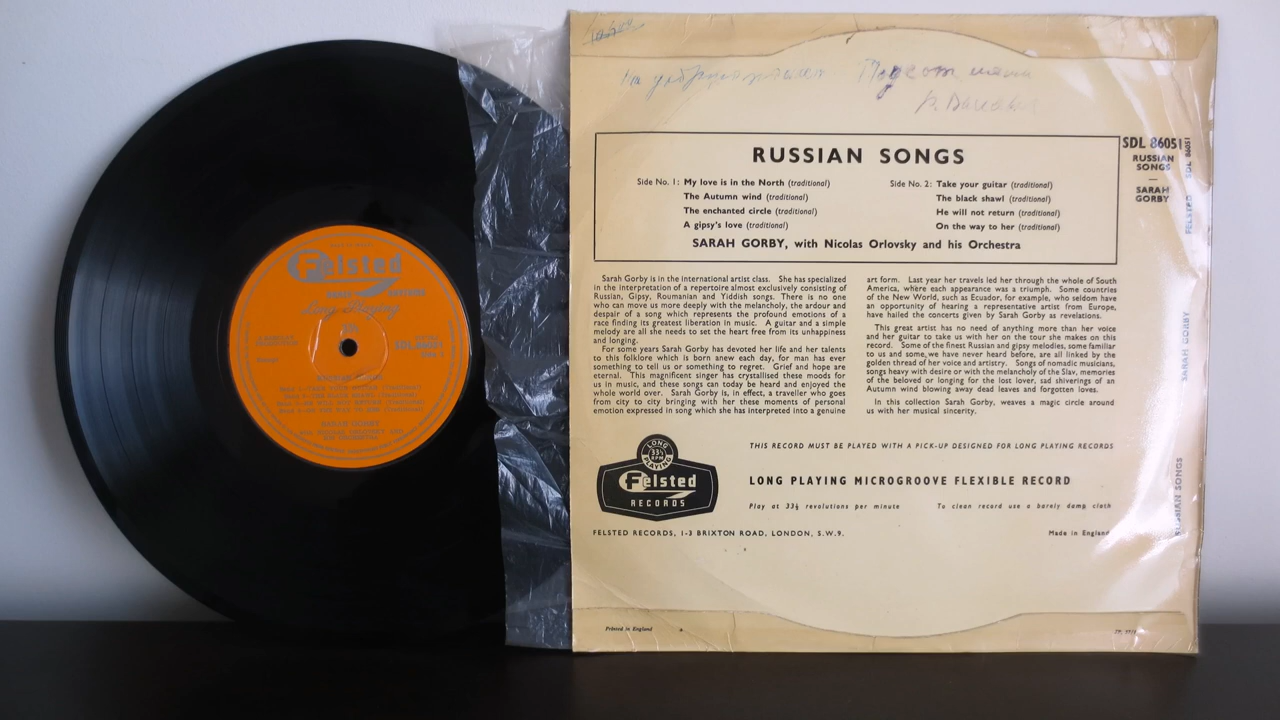 Felsted
Long Playing
SDL 86051
RUSSIAN SONGS
SARAH GORBY
RUSSIAN SONGS
Side No. 1: My love is in the North (traditional)
The Autumn wind (traditional)
The enchanted circle (traditional)
A gipsy's love (traditional)
Side No. 2: Take your guitar (traditional)
The black shawl (traditional)
He will not return (traditional)
On the way to her (traditional)
SARAH GORBY, with Nicolas Orlovsky and his Orchestra
SDL 86051
RUSSIAN
SONGS
—
SARAH
GORBY
FELSTED SDL 86051
SARAH GORBY
RUSSIAN SONGS
Sarah Gorby is in the international artist class. She has specialized
in the interpretation of a repertoire almost exclusively consisting of
Russian, Gipsy, Roumanian and Yiddish songs. There is no one
who can move us more deeply with the melancholy, the ardour and
despair of a song which represents the profound emotions of a
race finding its greatest liberation in music. A guitar and a simple
melody are all she needs to set the heart free from its unhappiness
and longing.
For some years Sarah Gorby has devoted her life and her talents
to this folklore which is born anew each day, for man has ever
something to tell us or something to regret. Grief and hope are
eternal. This magnificent singer has crystallised these moods for
us in music, and these songs can today be heard and enjoyed the
whole world over. Sarah Gorby is, in effect, a traveller who goes
from city to city bringing with her these moments of personal
emotion expressed in song which she has interpreted into a genuine
art form. Last year her travels led her through the whole of South
America, where each appearance was a triumph. Some countries
of the New World, such as Ecuador, for example, who seldom have
an opportunity of hearing a representative artist from Europe,
have hailed the concerts given by Sarah Gorby as revelations.
This great artist has no need of anything more than her voice
and her guitar to take us with her on the tour she makes on this
record. Some of the finest Russian and gipsy melodies, some familiar
to us and some we have never heard before, are all linked by the
golden thread of her voice and artistry. Songs of nomadic musicians,
songs heavy with desire or with the melancholy of the Slav, memories
of the beloved or longing for the lost lover, sad shiverings of an
Autumn wind blowing away dead leaves and forgotten loves.
In this collection Sarah Gorby, weaves a magic circle around
us with her musical sincerity.
LONG
33⅓
RPM
PLAYING
Felsted
RECORDS
THIS RECORD MUST BE PLAYED WITH A PICK-UP DESIGNED FOR LONG PLAYING RECORDS
LONG PLAYING MICROGROOVE FLEXIBLE RECORD
Play at 33⅓ revolutions per minute To clean record use a barely damp cloth
FELSTED RECORDS, 1-3 BRIXTON ROAD, LONDON, S.W.9. Made in England
Printed in England